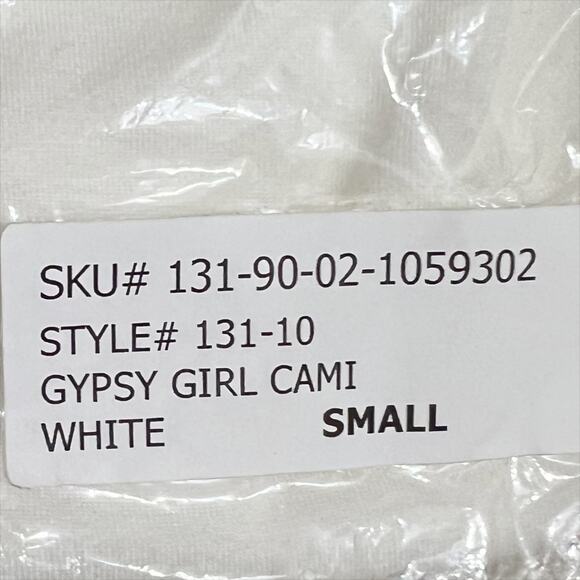 SKU# 131-90-02-1059302
STYLE# 131-10
GYPSY GIRL CAMI
WHITE SMALL